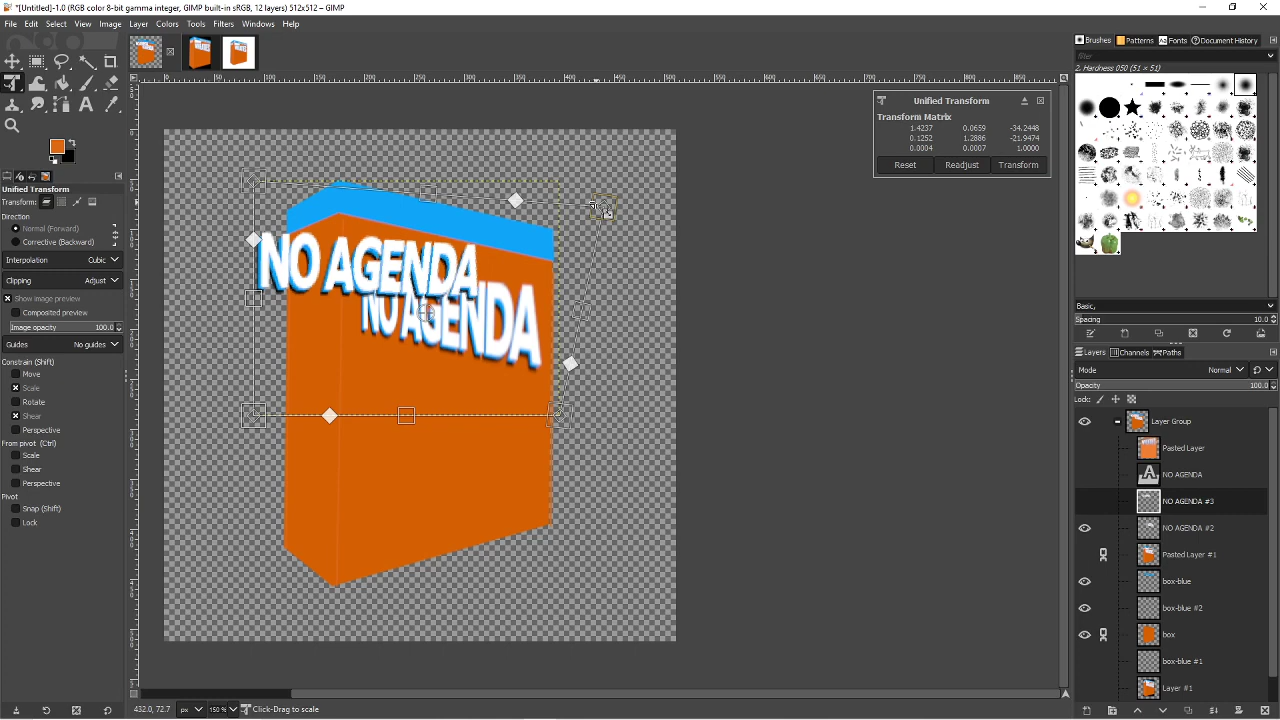 *[Untitled]-1.0 (RGB color 8-bit gamma integer, GIMP built-in sRGB, 12 layers) 512x512 – GIMP
File Edit Select View Image Layer Colors Tools Filters Windows Help
Unified Transform
Transform:
Direction
Normal (Forward)
Corrective (Backward)
Interpolation Cubic
Clipping Adjust
Show image preview
Composited preview
Image opacity 100.0
Guides No guides
Constrain (Shift)
Move
Scale
Rotate
Shear
Perspective
From pivot (Ctrl)
Scale
Shear
Perspective
Pivot
Snap (Shift)
Lock
NO AGENDA
NO AGENDA
Unified Transform
Transform Matrix
1.4237 0.0659 -34.2448
0.1252 1.2886 -21.9474
0.0004 0.0007 1.0000
Reset Readjust Transform
432.0, 72.7 px 150 % Click-Drag to scale
Brushes Patterns Fonts Document History
filter
2. Hardness 050 (51 × 51)
Basic,
Spacing 10.0
Layers Channels Paths
Mode Normal
Opacity 100.0
Lock:
Layer Group
Pasted Layer
NO AGENDA
NO AGENDA #3
NO AGENDA #2
Pasted Layer #1
box-blue
box-blue #2
box
box-blue #1
Layer #1